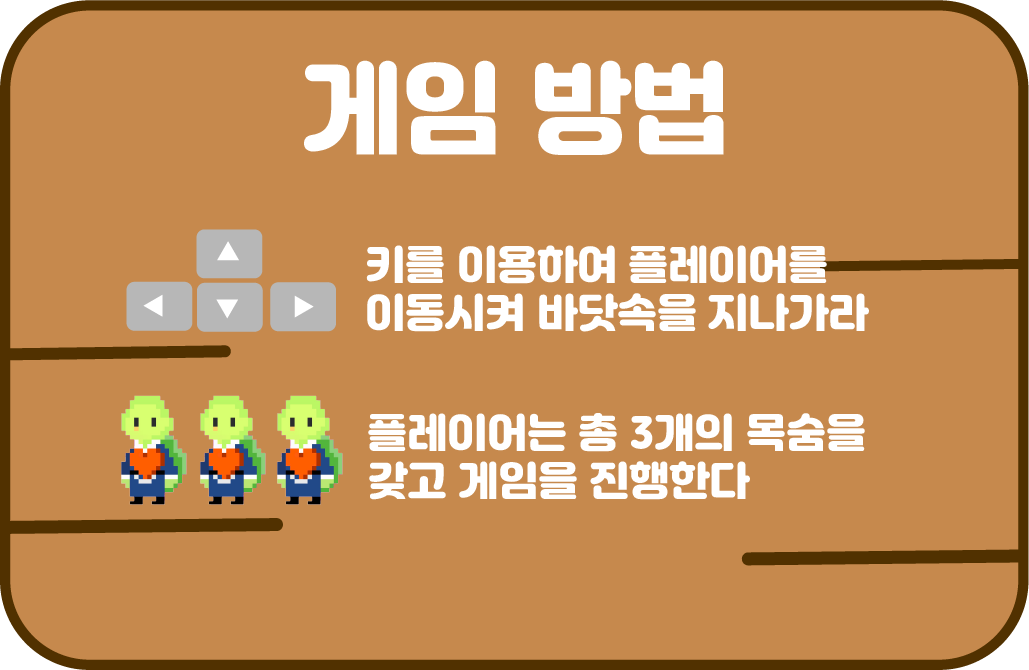 게임 방법
키를 이용하여 플레이어를
이동시켜 바닷속을 지나가라
플레이어는 총 3개의 목숨을
갖고 게임을 진행한다